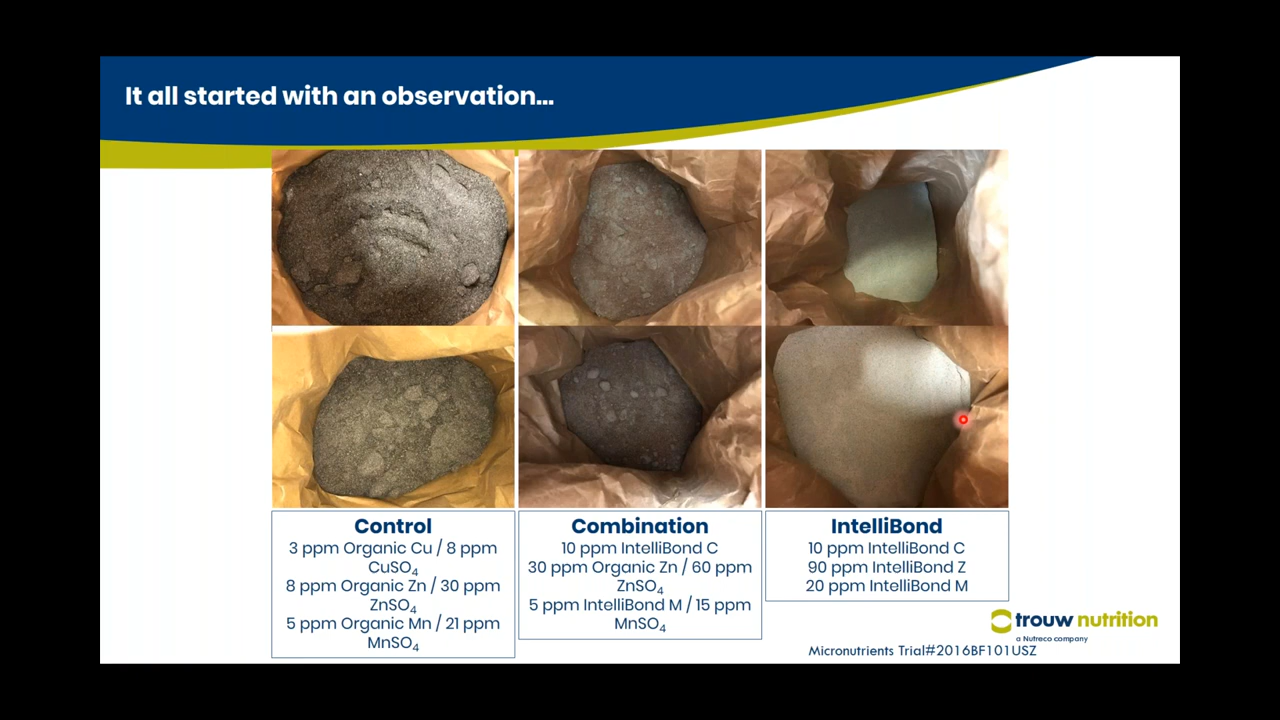 It all started with an observation...
Control
3 ppm Organic Cu / 8 ppm
CuSO₄
8 ppm Organic Zn / 30 ppm
ZnSO₄
5 ppm Organic Mn / 21 ppm
MnSO₄
Combination
10 ppm IntelliBond C
30 ppm Organic Zn / 60 ppm
ZnSO₄
5 ppm IntelliBond M / 15 ppm
MnSO₄
IntelliBond
10 ppm IntelliBond C
90 ppm IntelliBond Z
20 ppm IntelliBond M
trouw nutrition
a Nutreco company
Micronutrients Trial#2016BF101USZ